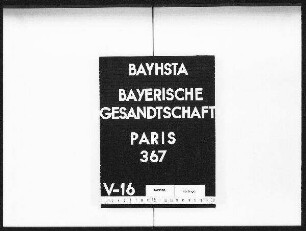 BAYHSTA
BAYERISCHE
GESANDTSCHAFT
PARIS
367
V-16